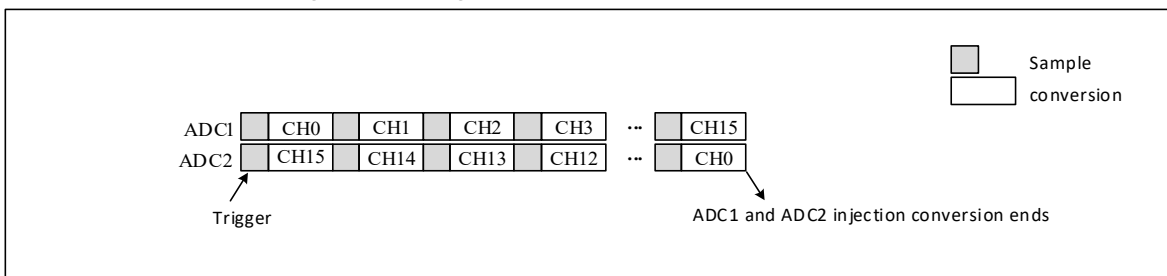 Sample
conversion
ADC1 CH0 CH1 CH2 CH3 ... CH15
ADC2 CH15 CH14 CH13 CH12 ... CH0
Trigger
ADC1 and ADC2 injection conversion ends